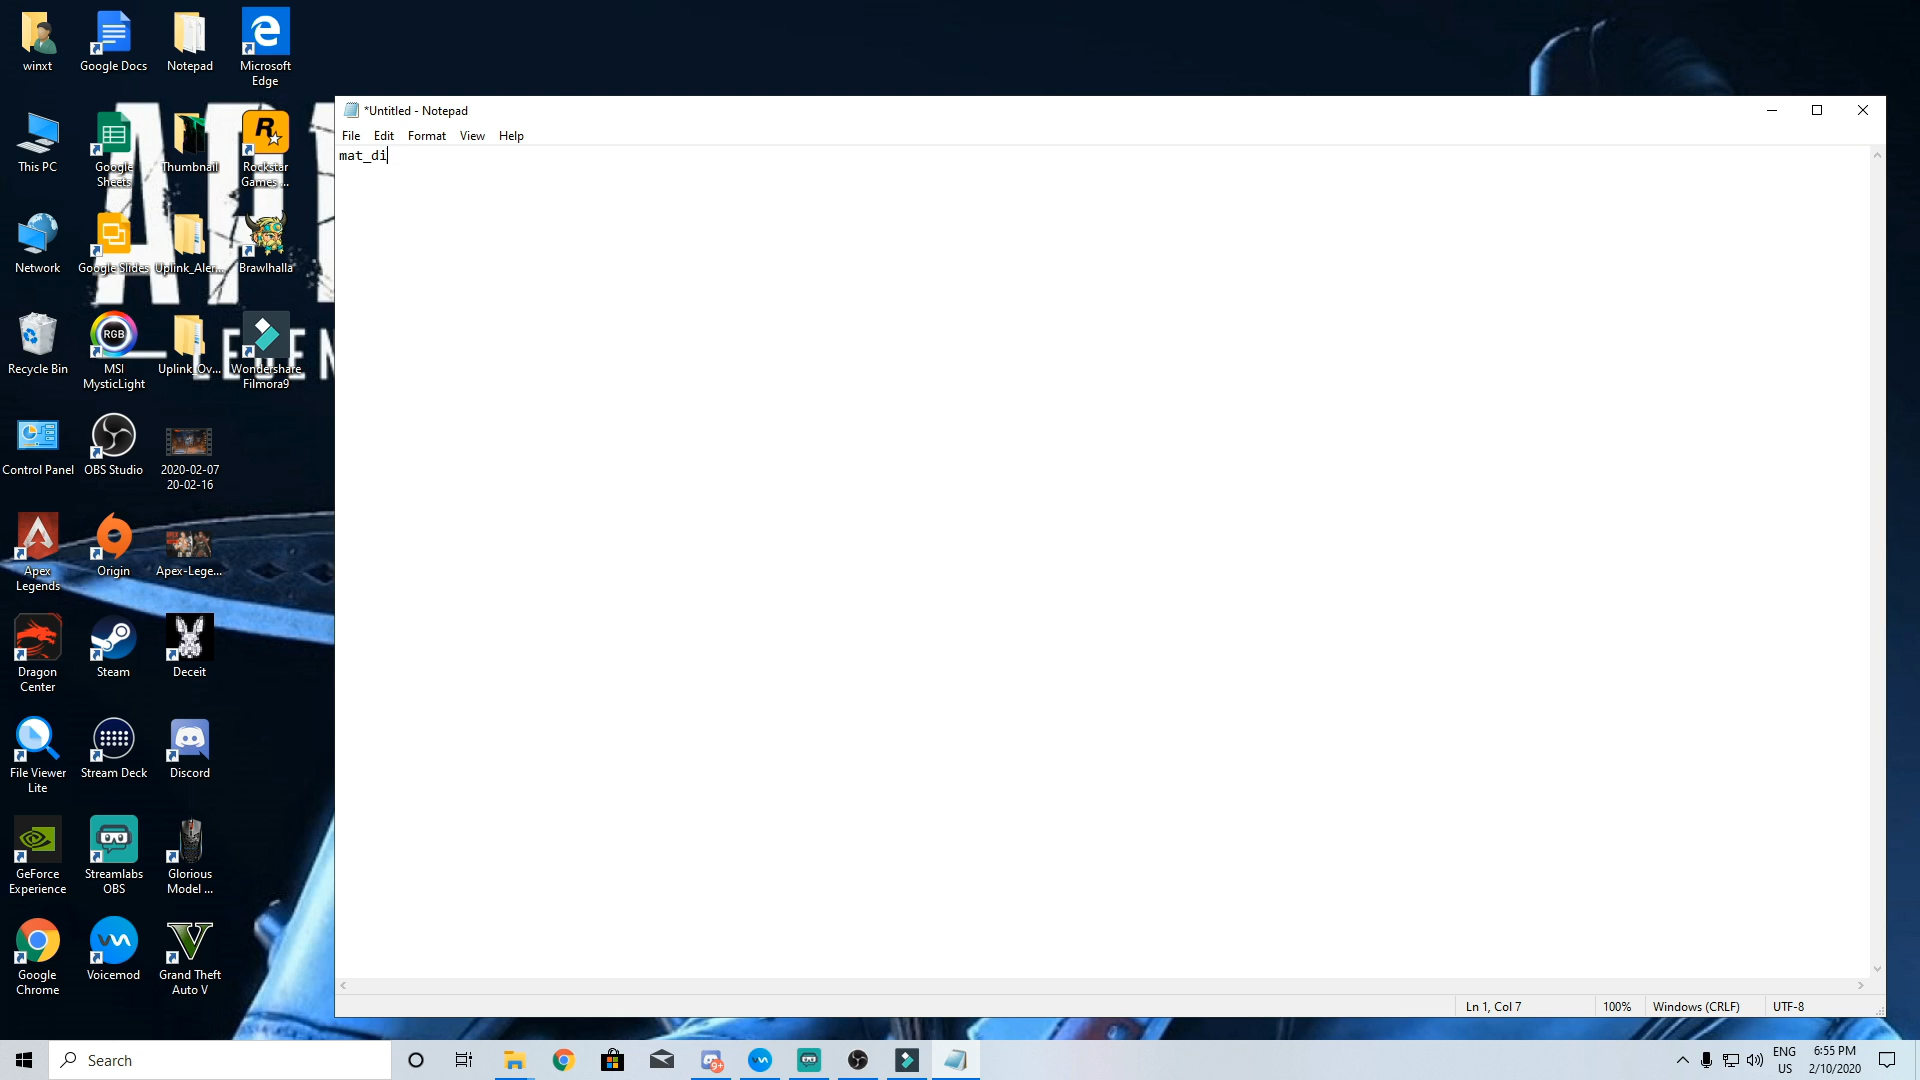 winxt
Google Docs
Notepad
Microsoft
Edge
*Untitled - Notepad
File Edit Format View Help
mat_di
This PC
Google
Sheets
Thumbnail
Rockstar
Games ...
Network
Google Slides
Uplink_Aler...
Brawlhalla
Recycle Bin
RGB
MSI
MysticLight
Uplink_Ov...
Wondershare
Filmora9
Control Panel
OBS Studio
2020-02-07
20-02-16
Apex
Legends
Origin
Apex-Lege...
Dragon
Center
Steam
Deceit
File Viewer
Lite
Stream Deck
Discord
GeForce
Experience
Streamlabs
OBS
Glorious
Model ...
Google
Chrome
Voicemod
Grand Theft
Auto V
Ln 1, Col 7
100%
Windows (CRLF)
UTF-8
Search
9+
ENG
US
6:55 PM
2/10/2020